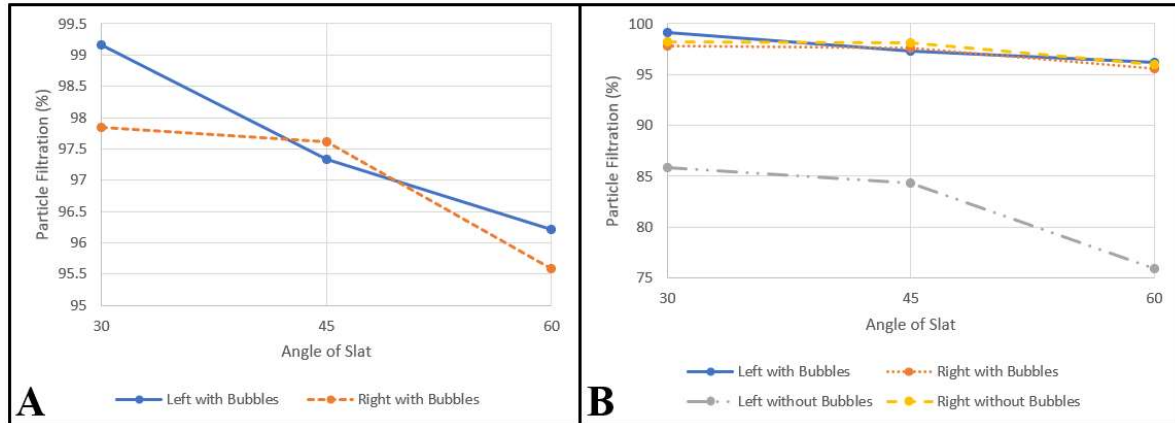 99.5
99
98.5
98
97.5
97
96.5
96
95.5
95
Particle Filtration (%)
30 45 60
Angle of Slat
Left with Bubbles Right with Bubbles
A
100
95
90
85
80
75
Particle Filtration (%)
30 45 60
Angle of Slat
Left with Bubbles Right with Bubbles
Left without Bubbles Right without Bubbles
B